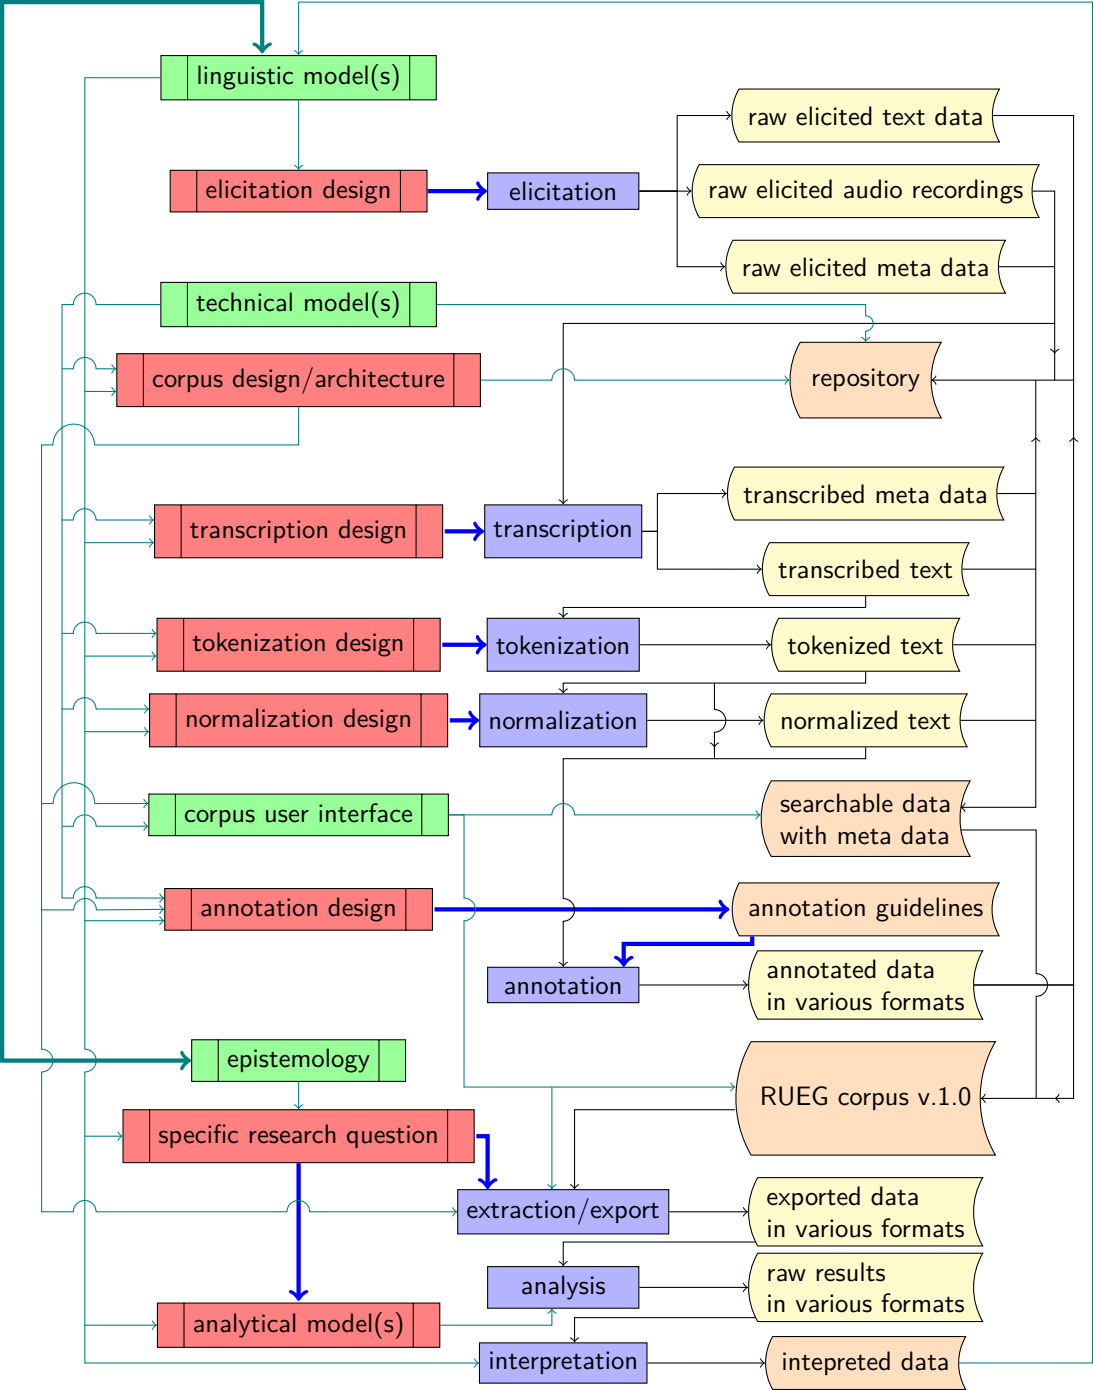 linguistic model(s)
raw elicited text data
elicitation design
elicitation
raw elicited audio recordings
raw elicited meta data
technical model(s)
corpus design/architecture
repository
transcribed meta data
transcription design
transcription
transcribed text
tokenization design
tokenization
tokenized text
normalization design
normalization
normalized text
corpus user interface
searchable data
with meta data
annotation design
annotation guidelines
annotation
annotated data
in various formats
epistemology
RUEG corpus v.1.0
specific research question
extraction/export
exported data
in various formats
analysis
raw results
in various formats
analytical model(s)
interpretation
intepreted data